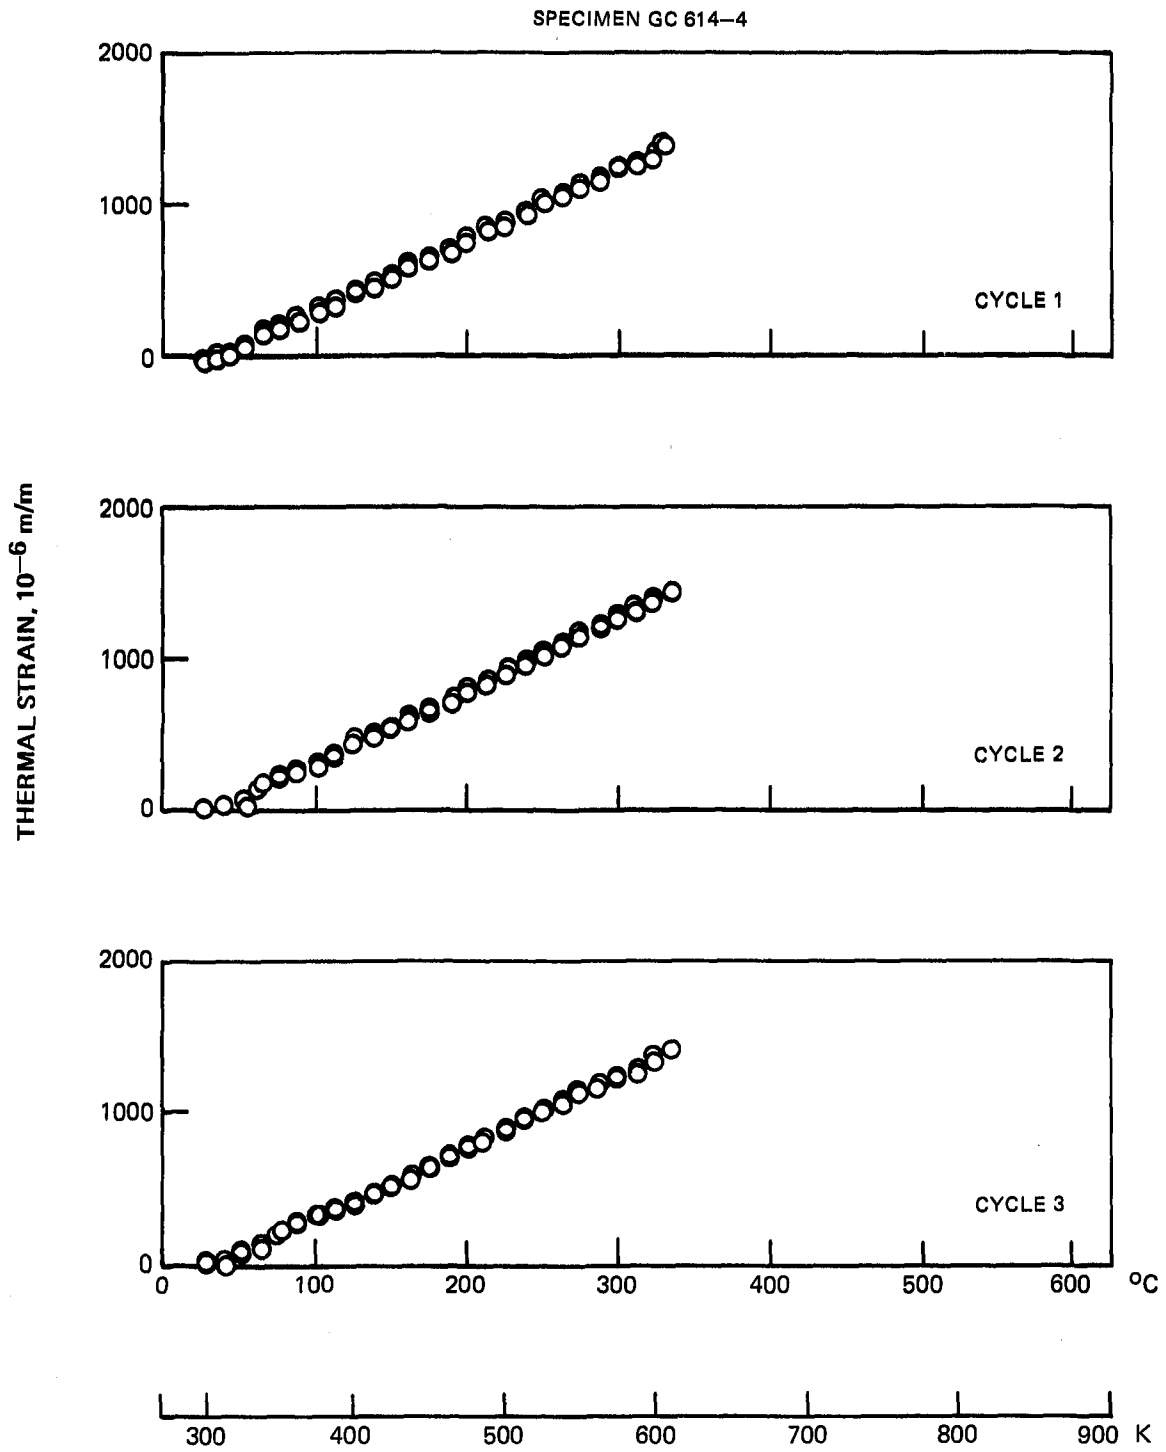 SPECIMEN GC 614–4
2000
1000
0
CYCLE 1
THERMAL STRAIN, 10–6 m/m
2000
1000
0
CYCLE 2
2000
1000
0
CYCLE 3
0 100 200 300 400 500 600 °C
300 400 500 600 700 800 900 K